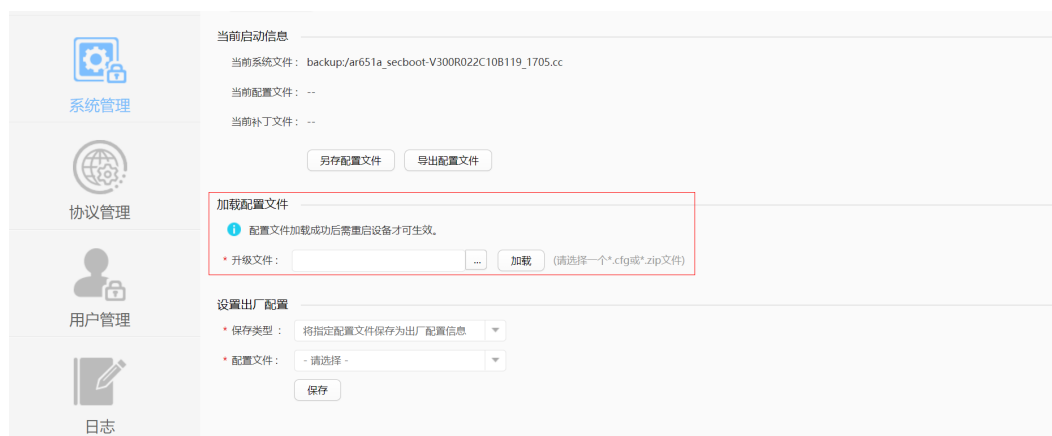 系统管理
协议管理
用户管理
日志
当前启动信息
当前系统文件： backup:/ar651a_secboot-V300R022C10B119_1705.cc
当前配置文件： --
当前补丁文件： --
另存配置文件 导出配置文件
加载配置文件
i 配置文件加载成功后需重启设备才可生效。
* 升级文件： ... 加载 (请选择一个*.cfg或*.zip文件)
设置出厂配置
* 保存类型 ： 将指定配置文件保存为出厂配置信息
* 配置文件： - 请选择 -
保存